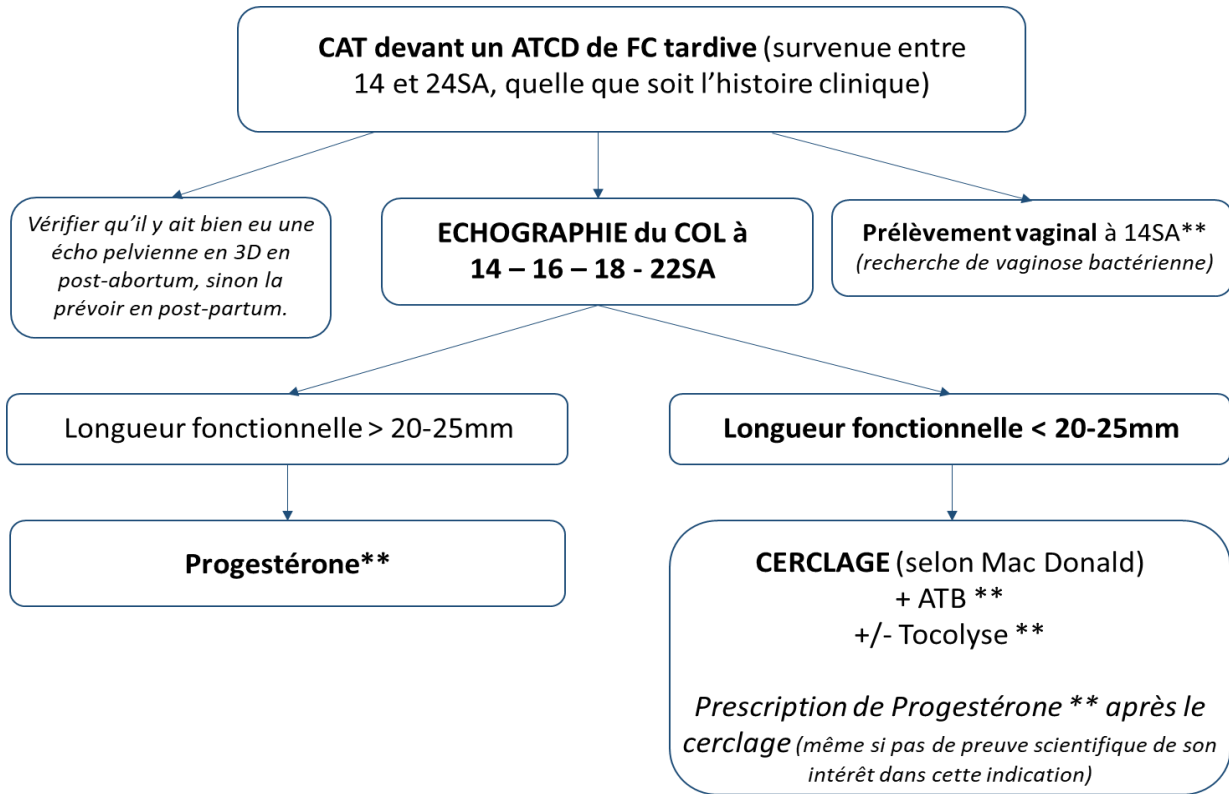 CAT devant un ATCD de FC tardive (survenue entre
14 et 24SA, quelle que soit l’histoire clinique)
Vérifier qu’il y ait bien eu une
écho pelvienne en 3D en
post-abortum, sinon la
prévoir en post-partum.
ECHOGRAPHIE du COL à
14 – 16 – 18 - 22SA
Prélèvement vaginal à 14SA**
(recherche de vaginose bactérienne)
Longueur fonctionnelle > 20-25mm
Longueur fonctionnelle < 20-25mm
Progestérone**
CERCLAGE (selon Mac Donald)
+ ATB **
+/- Tocolyse **
Prescription de Progestérone ** après le
cerclage (même si pas de preuve scientifique de son
intérêt dans cette indication)